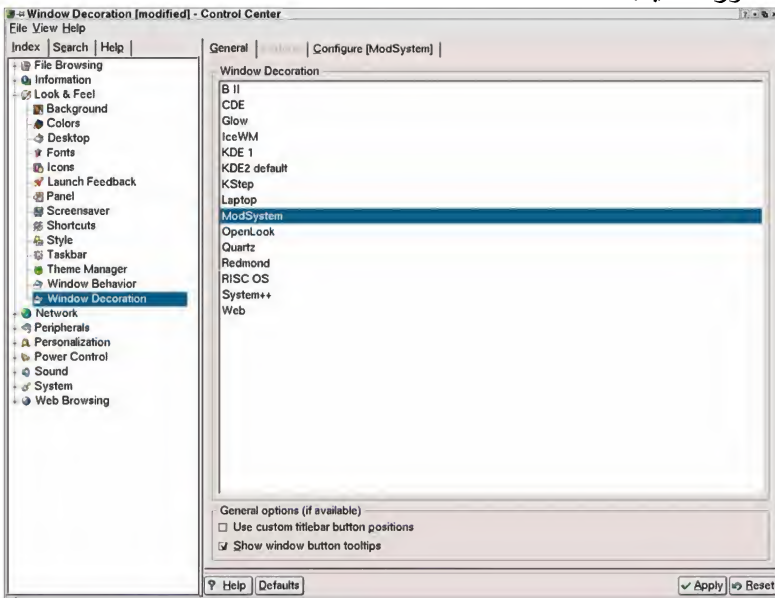 Window Decoration [modified] - Control Center
File View Help
Index Search Help
File Browsing
Information
Look & Feel
Background
Colors
Desktop
Fonts
Icons
Launch Feedback
Panel
Screensaver
Shortcuts
Style
Taskbar
Theme Manager
Window Behavior
Window Decoration
Network
Peripherals
Personalization
Power Control
Sound
System
Web Browsing
General Configure [ModSystem]
Window Decoration
B II
CDE
Glow
IceWM
KDE 1
KDE2 default
KStep
Laptop
ModSystem
OpenLook
Quartz
Redmond
RISC OS
System++
Web
General options (if available)
Use custom titlebar button positions
Show window button tooltips
? Help Defaults Apply Reset